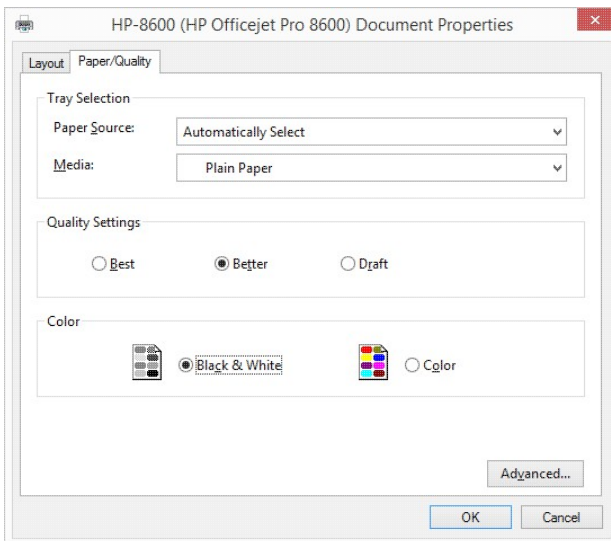 HP-8600 (HP Officejet Pro 8600) Document Properties
Layout
Paper/Quality
Tray Selection
Paper Source:
Automatically Select
Media:
Plain Paper
Quality Settings
Best
Better
Draft
Color
Black & White
Color
Advanced...
OK
Cancel